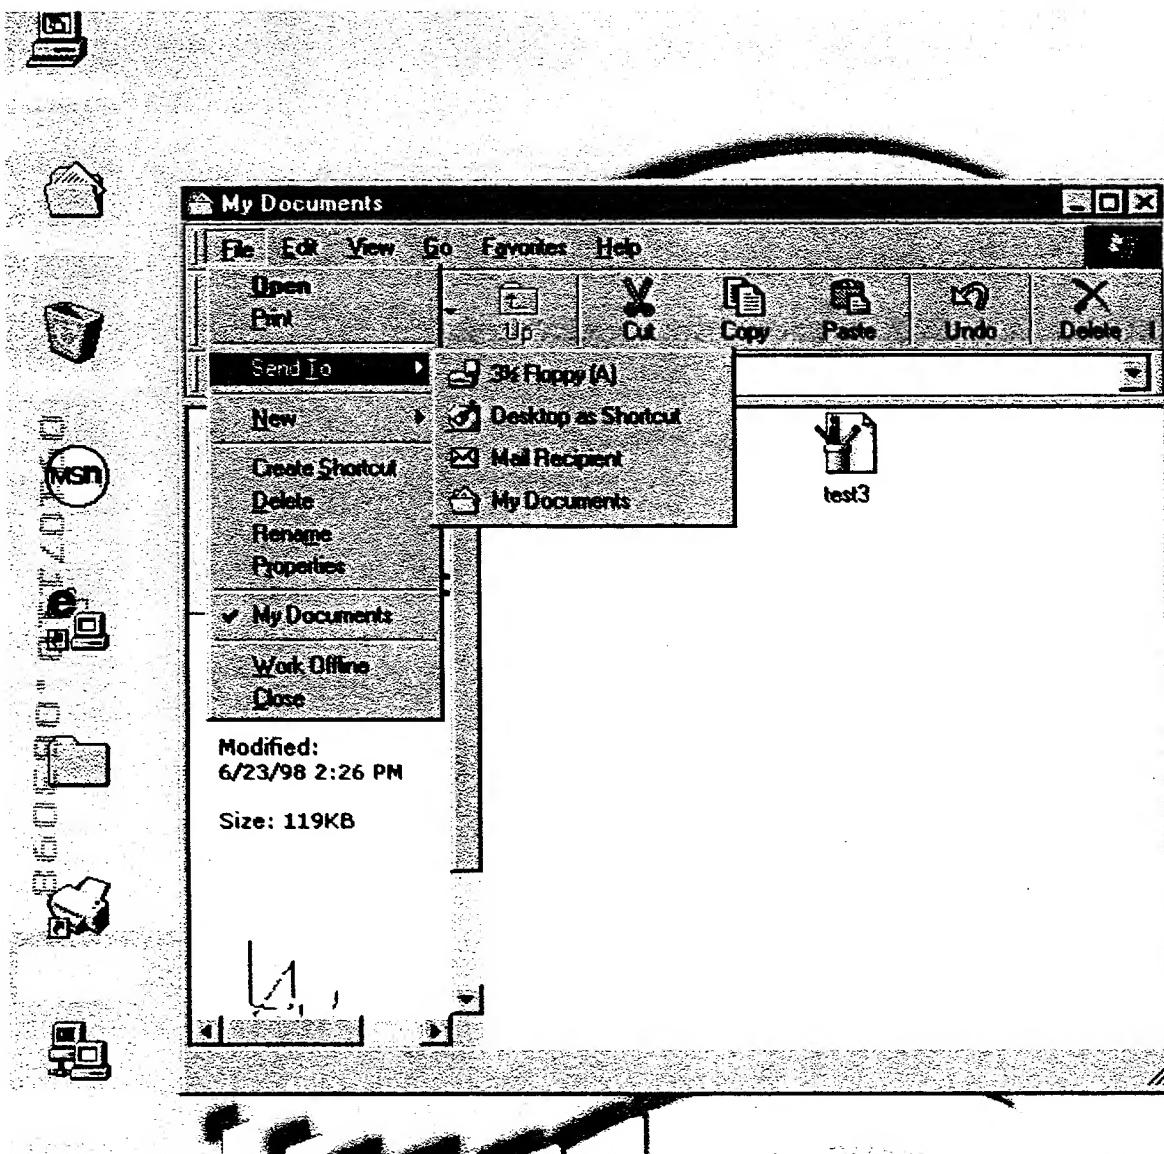 My Documents
File Edit View Go Favorites Help
Open
Print
Up Cut Copy Paste Undo Delete
Send To
3½ Floppy (A)
New
Desktop as Shortcut
Mail Recipient
Create Shortcut
My Documents
Delete
test3
Rename
Properties
My Documents
Work Offline
Close
Modified:
6/23/98 2:26 PM
Size: 119KB
msn